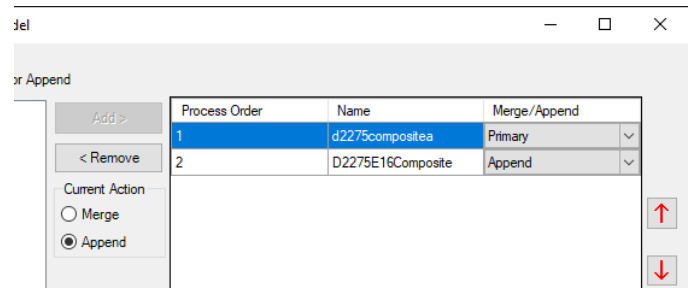 del
or Append
Add >
< Remove
Current Action
Merge
Append
Process Order Name Merge/Append
1 d2275compositea Primary
2 D2275E16Composite Append